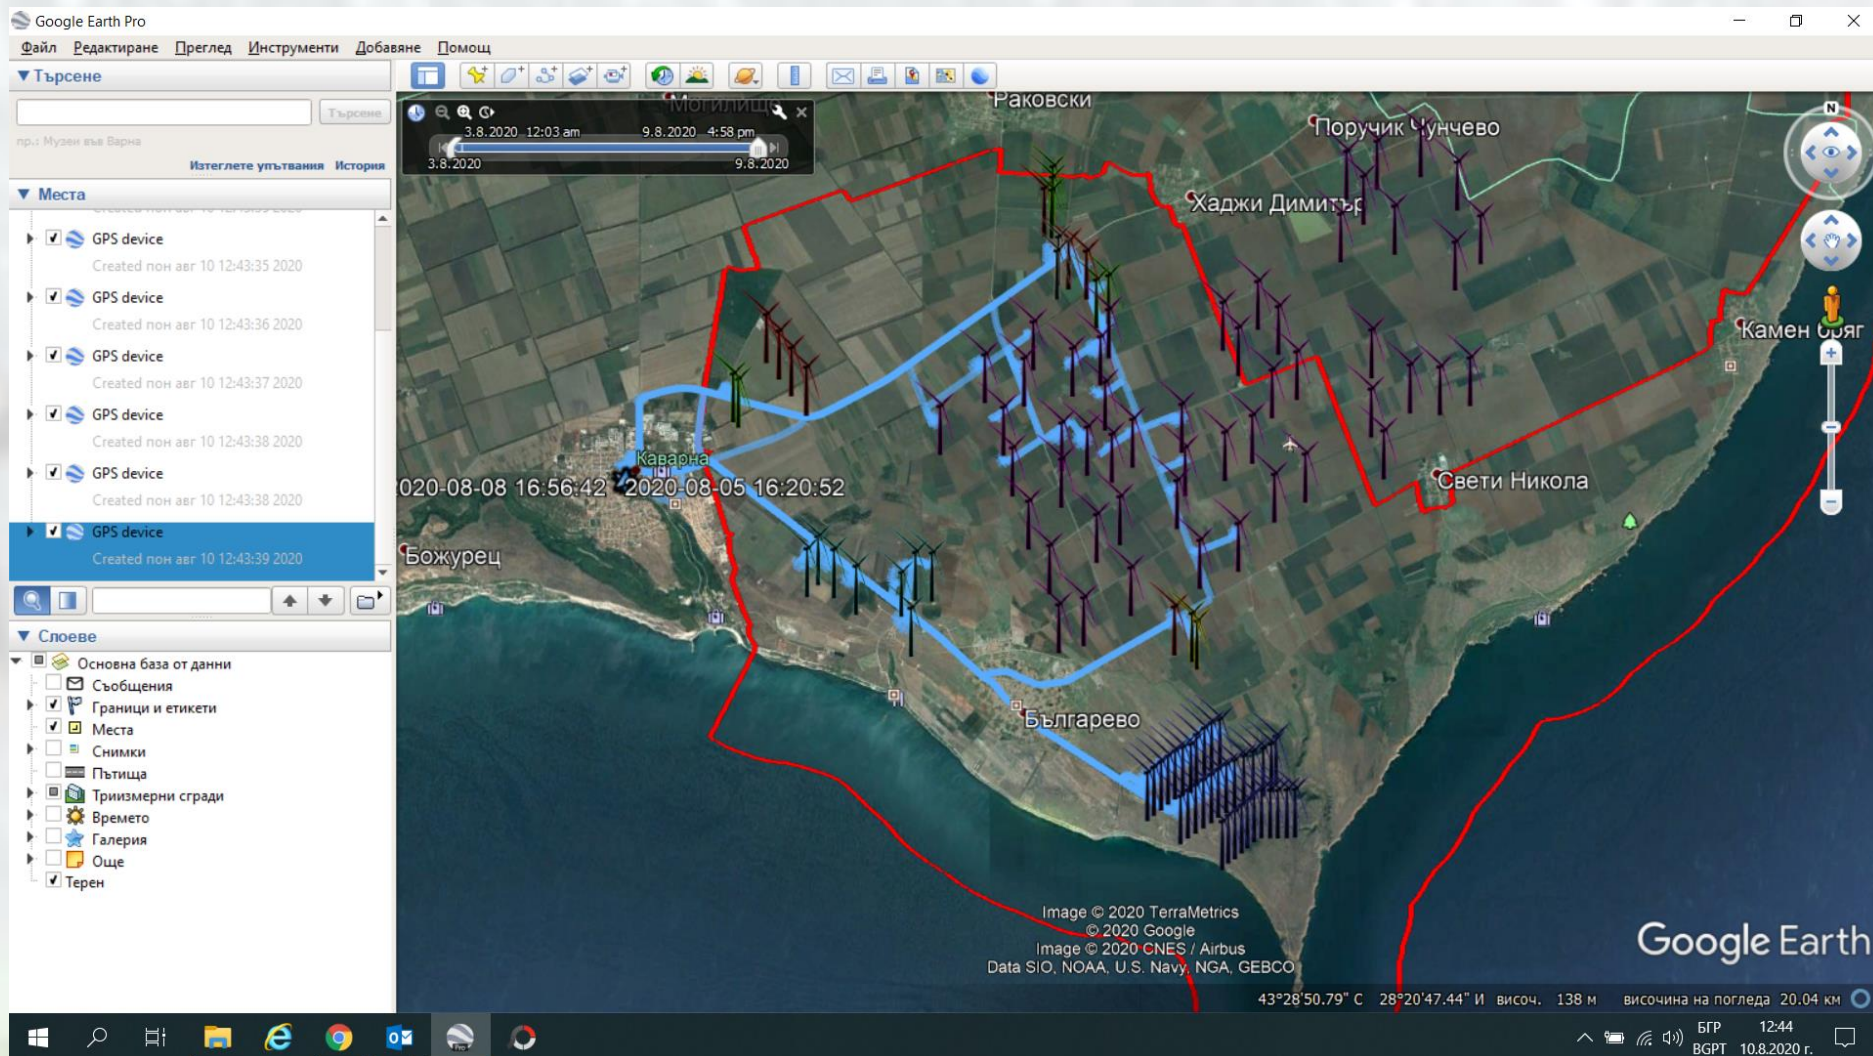 Google Earth Pro
Файл Редактиране Преглед Инструменти Добавяне Помощ
Търсене
Търсене
пр.: Музеи във Варна
Изтеглете упътвания История
Места
GPS device
Created пон авг 10 12:43:35 2020
GPS device
Created пон авг 10 12:43:36 2020
GPS device
Created пон авг 10 12:43:37 2020
GPS device
Created пон авг 10 12:43:38 2020
GPS device
Created пон авг 10 12:43:38 2020
GPS device
Created пон авг 10 12:43:39 2020
Слоеве
Основна база от данни
Съобщения
Граници и етикети
Места
Снимки
Пътища
Триизмерни сгради
Времето
Галерия
Още
Терен
3.8.2020 12:03 am 9.8.2020 4:58 pm
3.8.2020 9.8.2020
Могилище
Раковски
Поручик Чунчево
Хаджи Димитър
Камен бряг
Каварна
2020-08-08 16:56:42 2020-08-05 16:20:52
Свети Никола
Божурец
Българево
N
Image © 2020 TerraMetrics
© 2020 Google
Image © 2020 CNES / Airbus
Data SIO, NOAA, U.S. Navy, NGA, GEBCO
Google Earth
43°28'50.79" С 28°20'47.44" И височ. 138 м височина на погледа 20.04 км
БГР 12:44
BGPT 10.8.2020 г.